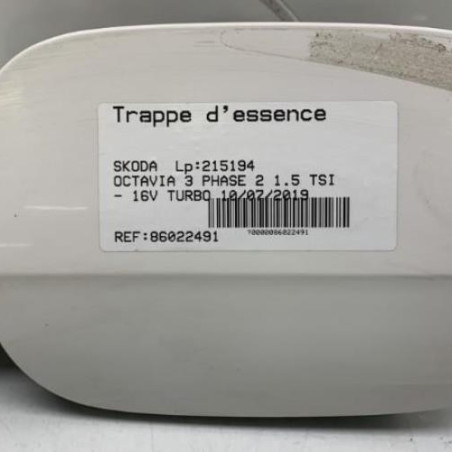 Trappe d'essence
SKODA Lp:215194
OCTAVIA 3 PHASE 2 1.5 TSI
- 16V TURBO 10/07/2019
REF:86022491
70000086022491